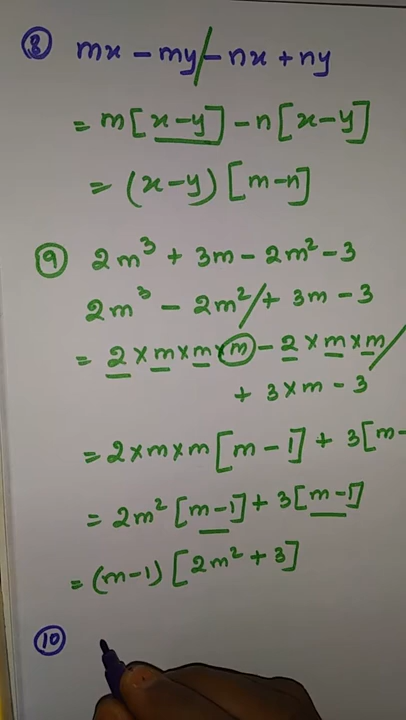 ⑧ mx - my / - nx + ny
= m[x-y] - n[x-y]
= (x-y) [m-n]
⑨ 2m³ + 3m - 2m² - 3
2m³ - 2m² / + 3m - 3
= 2×m×m×m - 2×m×m /
+ 3×m - 3
= 2×m×m[m-1] + 3[m-
= 2m² [m-1] + 3[m-1]
= (m-1) [2m² + 3]
⑩